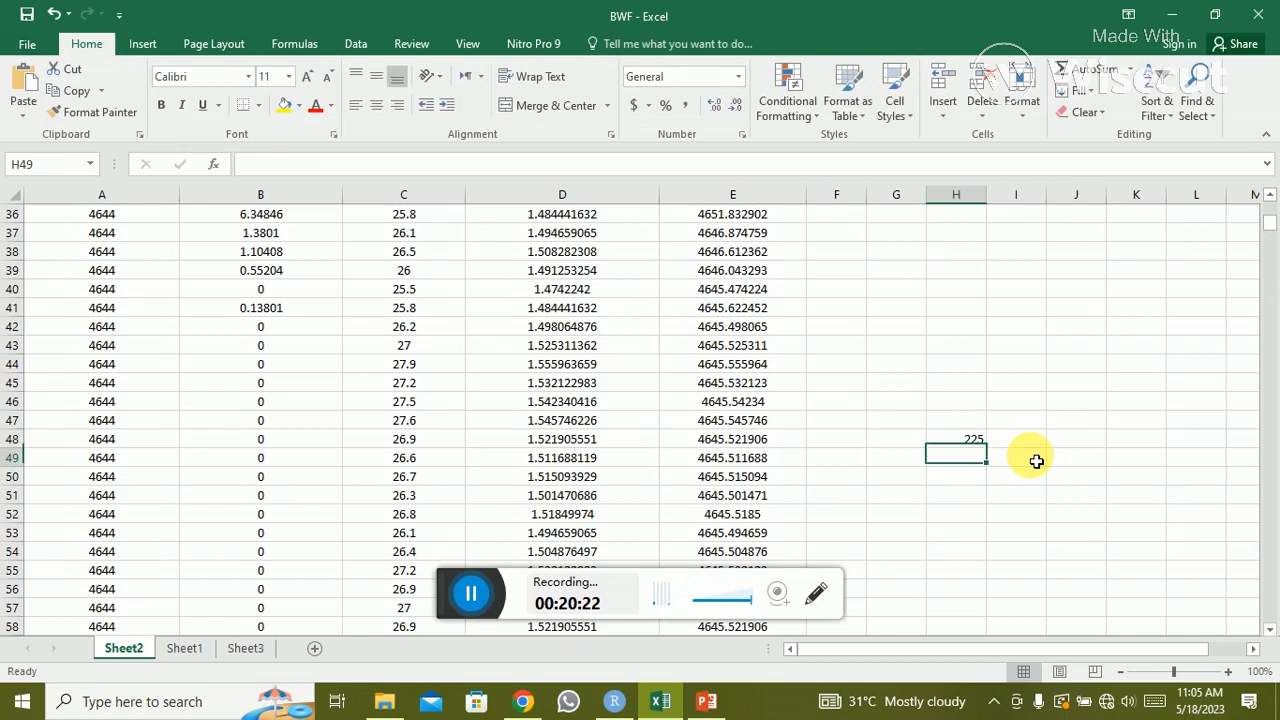 BWF - Excel
Made With
Sign in Share
File Home Insert Page Layout Formulas Data Review View Nitro Pro 9 Tell me what you want to do...
Paste Cut Copy Format Painter Clipboard
Calibri 11 B I U A Font
Wrap Text Merge & Center Alignment
General $ % Number
Conditional Formatting Format as Table Cell Styles Styles
Insert Delete Format Cells
AutoSum Fill Clear Sort & Filter Find & Select Editing
Wisecut
H49 fx
A B C D E F G H I J K L M
36 4644 6.34846 25.8 1.484441632 4651.832902
37 4644 1.3801 26.1 1.494659065 4646.874759
38 4644 1.10408 26.5 1.508282308 4646.612362
39 4644 0.55204 26 1.491253254 4646.043293
40 4644 0 25.5 1.4742242 4645.474224
41 4644 0.13801 25.8 1.484441632 4645.622452
42 4644 0 26.2 1.498064876 4645.498065
43 4644 0 27 1.525311362 4645.525311
44 4644 0 27.9 1.555963659 4645.555964
45 4644 0 27.2 1.532122983 4645.532123
46 4644 0 27.5 1.542340416 4645.54234
47 4644 0 27.6 1.545746226 4645.545746
48 4644 0 26.9 1.521905551 4645.521906 225
49 4644 0 26.6 1.511688119 4645.511688
50 4644 0 26.7 1.515093929 4645.515094
51 4644 0 26.3 1.501470686 4645.501471
52 4644 0 26.8 1.51849974 4645.5185
53 4644 0 26.1 1.494659065 4645.494659
54 4644 0 26.4 1.504876497 4645.504876
55 4644 0 27.2
56 4644 0 26.9
57 4644 0 27
58 4644 0 26.9 1.521905551 4645.521906
Recording...
00:20:22
Sheet2 Sheet1 Sheet3
Ready 100%
Type here to search
31°C Mostly cloudy
11:05 AM
5/18/2023